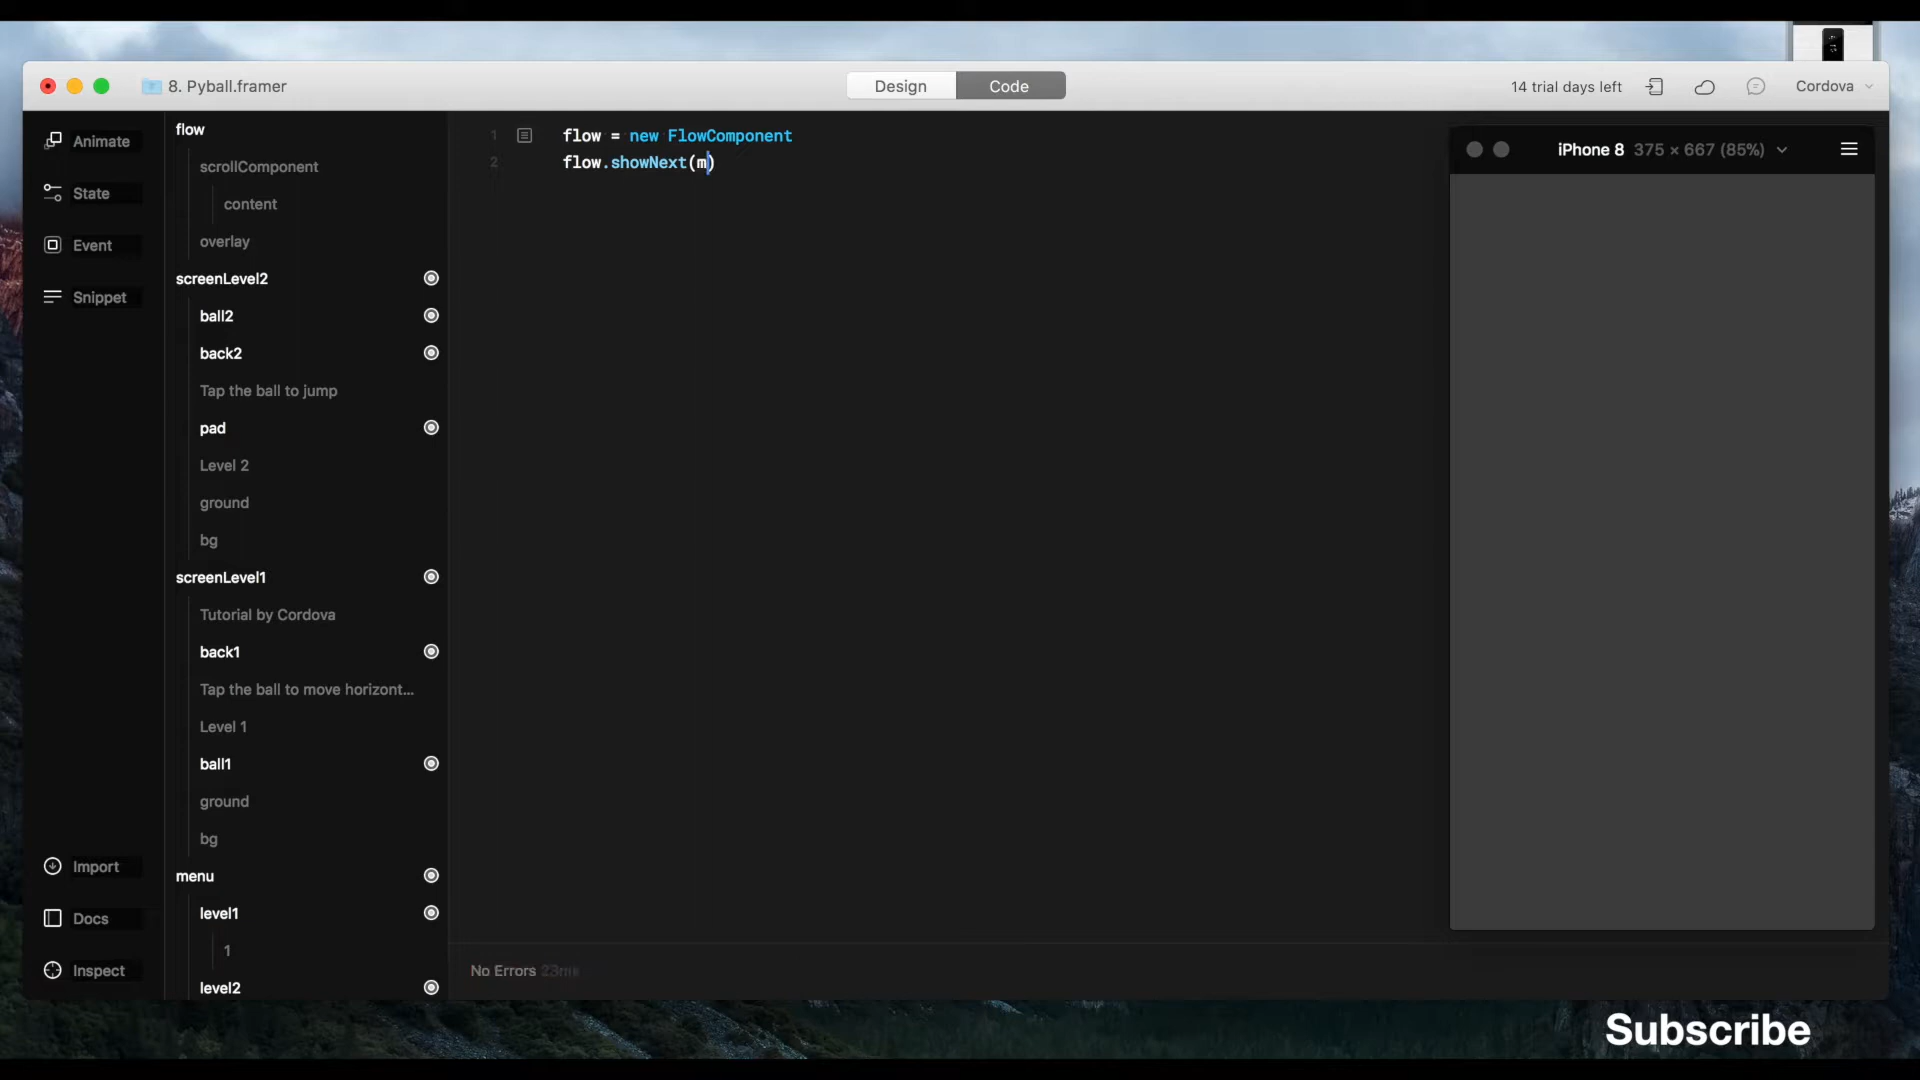 8. Pyball.framer
Design
Code
14 trial days left
Cordova
Animate
State
Event
Snippet
Import
Docs
Inspect
flow
scrollComponent
content
overlay
screenLevel2
ball2
back2
Tap the ball to jump
pad
Level 2
ground
bg
screenLevel1
Tutorial by Cordova
back1
Tap the ball to move horizont...
Level 1
ball1
ground
bg
menu
level1
1
level2
1 flow = new FlowComponent
2 flow.showNext(m)
No Errors 23ms
iPhone 8 375 × 667 (85%)
Subscribe